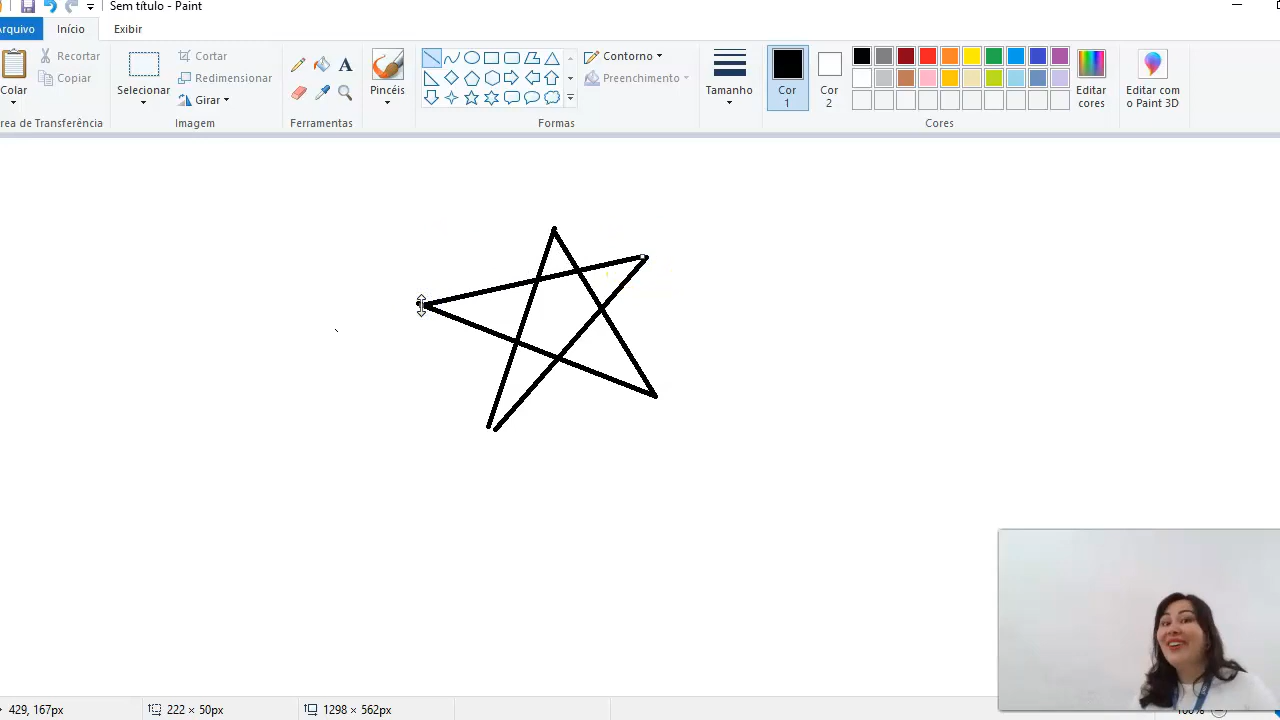 Sem título - Paint
Arquivo Início Exibir
Colar
Recortar
Copiar
Selecionar
Cortar
Redimensionar
Girar
A
Pincéis
Contorno
Preenchimento
Tamanho
Cor 1
Cor 2
Editar cores
Editar com o Paint 3D
rea de Transferência Imagem Ferramentas Formas Cores
429, 167px 222 × 50px 1298 × 562px